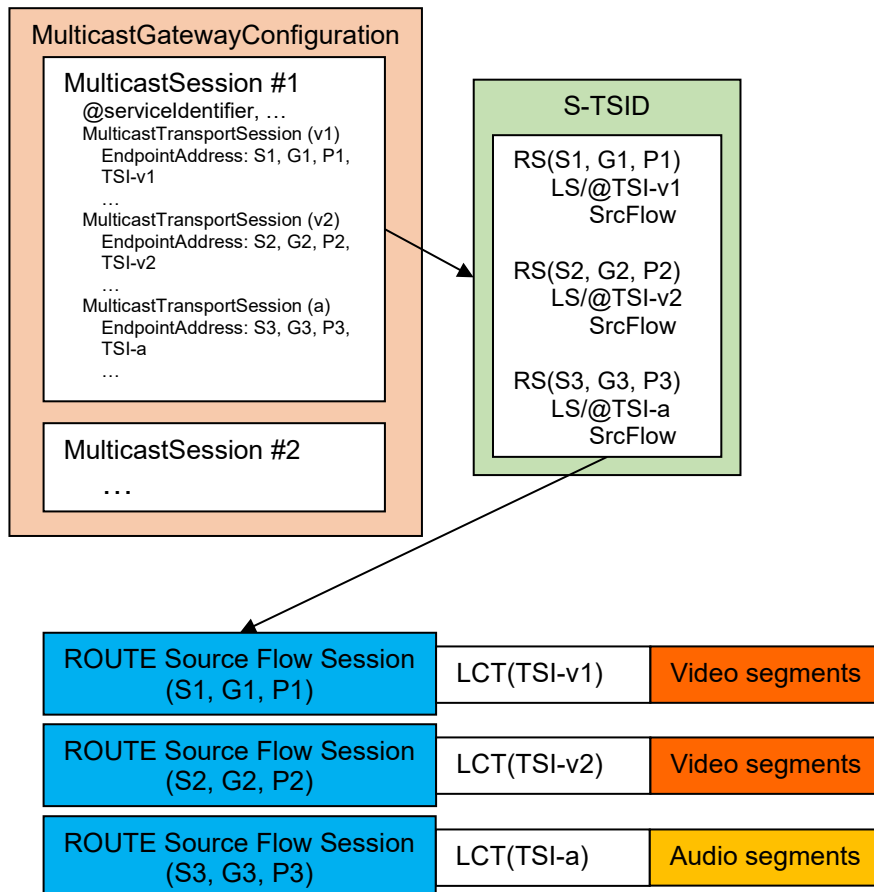 MulticastGatewayConfiguration
MulticastSession #1
@serviceIdentifier, …
MulticastTransportSession (v1)
EndpointAddress: S1, G1, P1,
TSI-v1
…
MulticastTransportSession (v2)
EndpointAddress: S2, G2, P2,
TSI-v2
…
MulticastTransportSession (a)
EndpointAddress: S3, G3, P3,
TSI-a
…
MulticastSession #2
…
S-TSID
RS(S1, G1, P1)
LS/@TSI-v1
SrcFlow
RS(S2, G2, P2)
LS/@TSI-v2
SrcFlow
RS(S3, G3, P3)
LS/@TSI-a
SrcFlow
ROUTE Source Flow Session
(S1, G1, P1)
LCT(TSI-v1)
Video segments
ROUTE Source Flow Session
(S2, G2, P2)
LCT(TSI-v2)
Video segments
ROUTE Source Flow Session
(S3, G3, P3)
LCT(TSI-a)
Audio segments